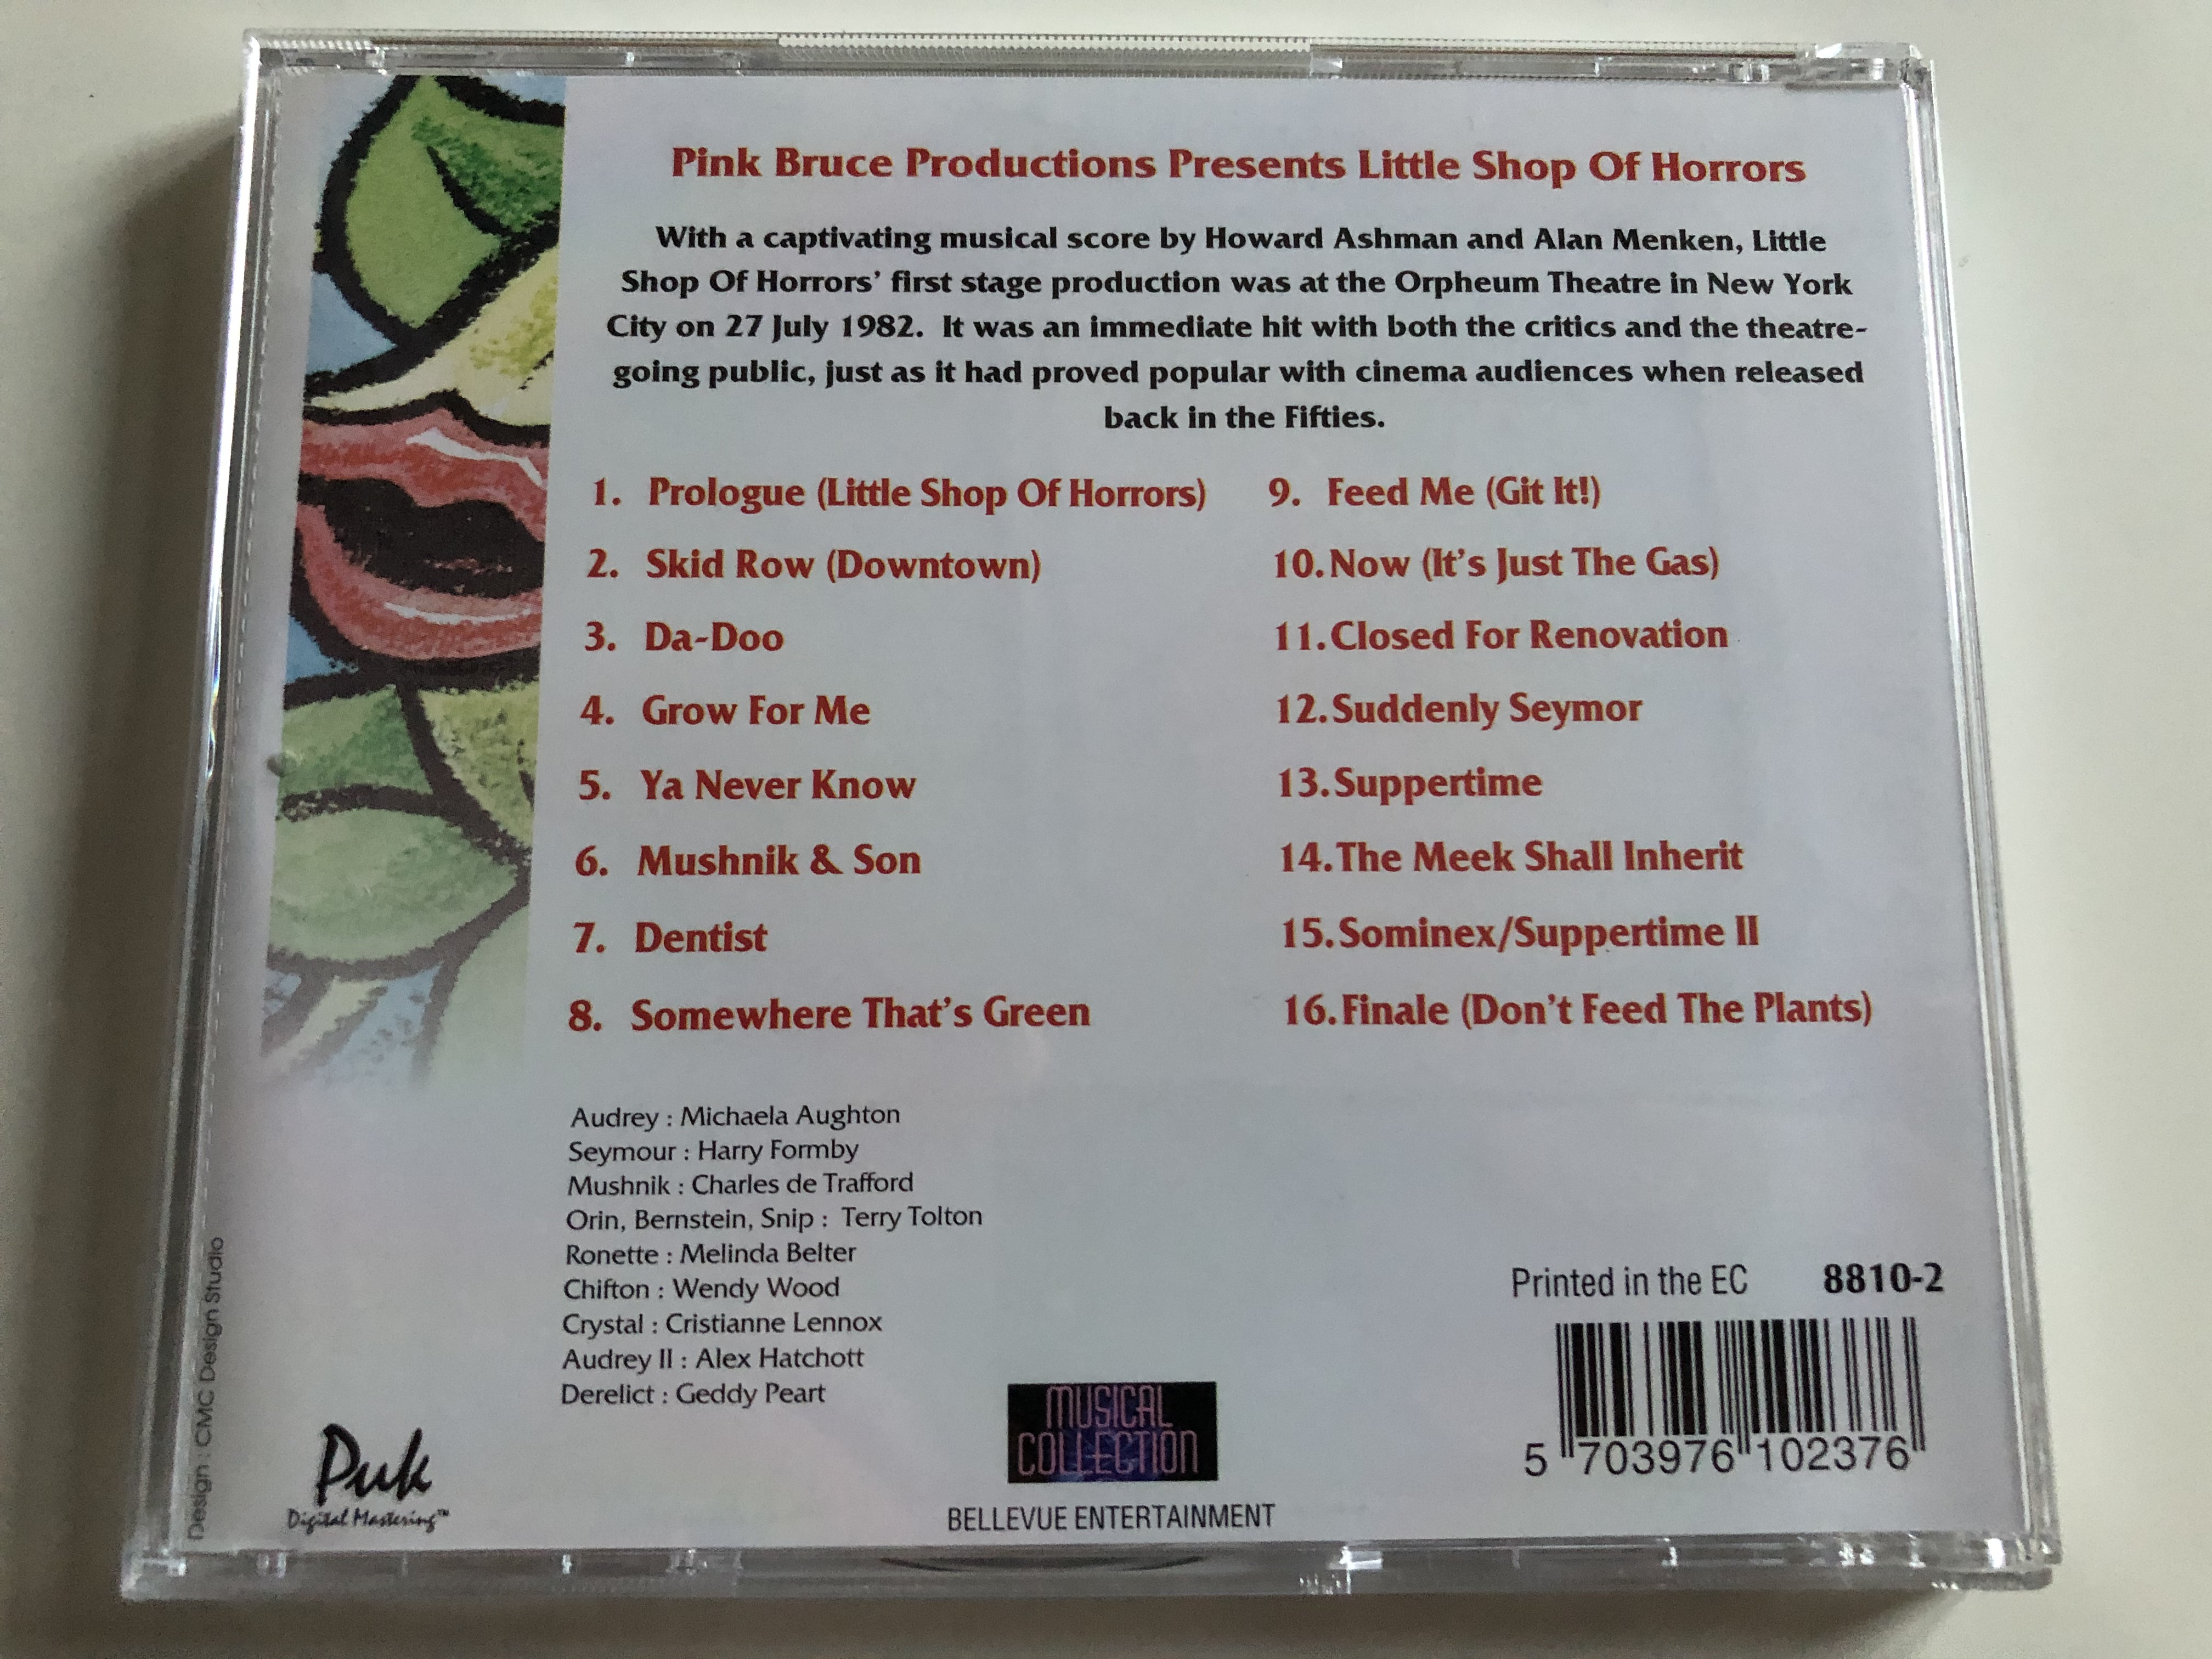 Pink Bruce Productions Presents Little Shop Of Horrors
With a captivating musical score by Howard Ashman and Alan Menken, Little
Shop Of Horrors' first stage production was at the Orpheum Theatre in New York
City on 27 July 1982. It was an immediate hit with both the critics and the theatre-
going public, just as it had proved popular with cinema audiences when released
back in the Fifties.
1. Prologue (Little Shop Of Horrors)
2. Skid Row (Downtown)
3. Da-Doo
4. Grow For Me
5. Ya Never Know
6. Mushnik & Son
7. Dentist
8. Somewhere That's Green
9. Feed Me (Git It!)
10. Now (It's Just The Gas)
11. Closed For Renovation
12. Suddenly Seymor
13. Suppertime
14. The Meek Shall Inherit
15. Sominex/Suppertime II
16. Finale (Don't Feed The Plants)
Audrey : Michaela Aughton
Seymour : Harry Formby
Mushnik : Charles de Trafford
Orin, Bernstein, Snip : Terry Tolton
Ronette : Melinda Belter
Chifton : Wendy Wood
Crystal : Cristianne Lennox
Audrey II : Alex Hatchott
Derelict : Geddy Peart
Design : CMC Design Studio
Puk
Digital Mastering™
MUSICAL
COLLECTION
BELLEVUE ENTERTAINMENT
Printed in the EC 8810-2
5 703976 102376